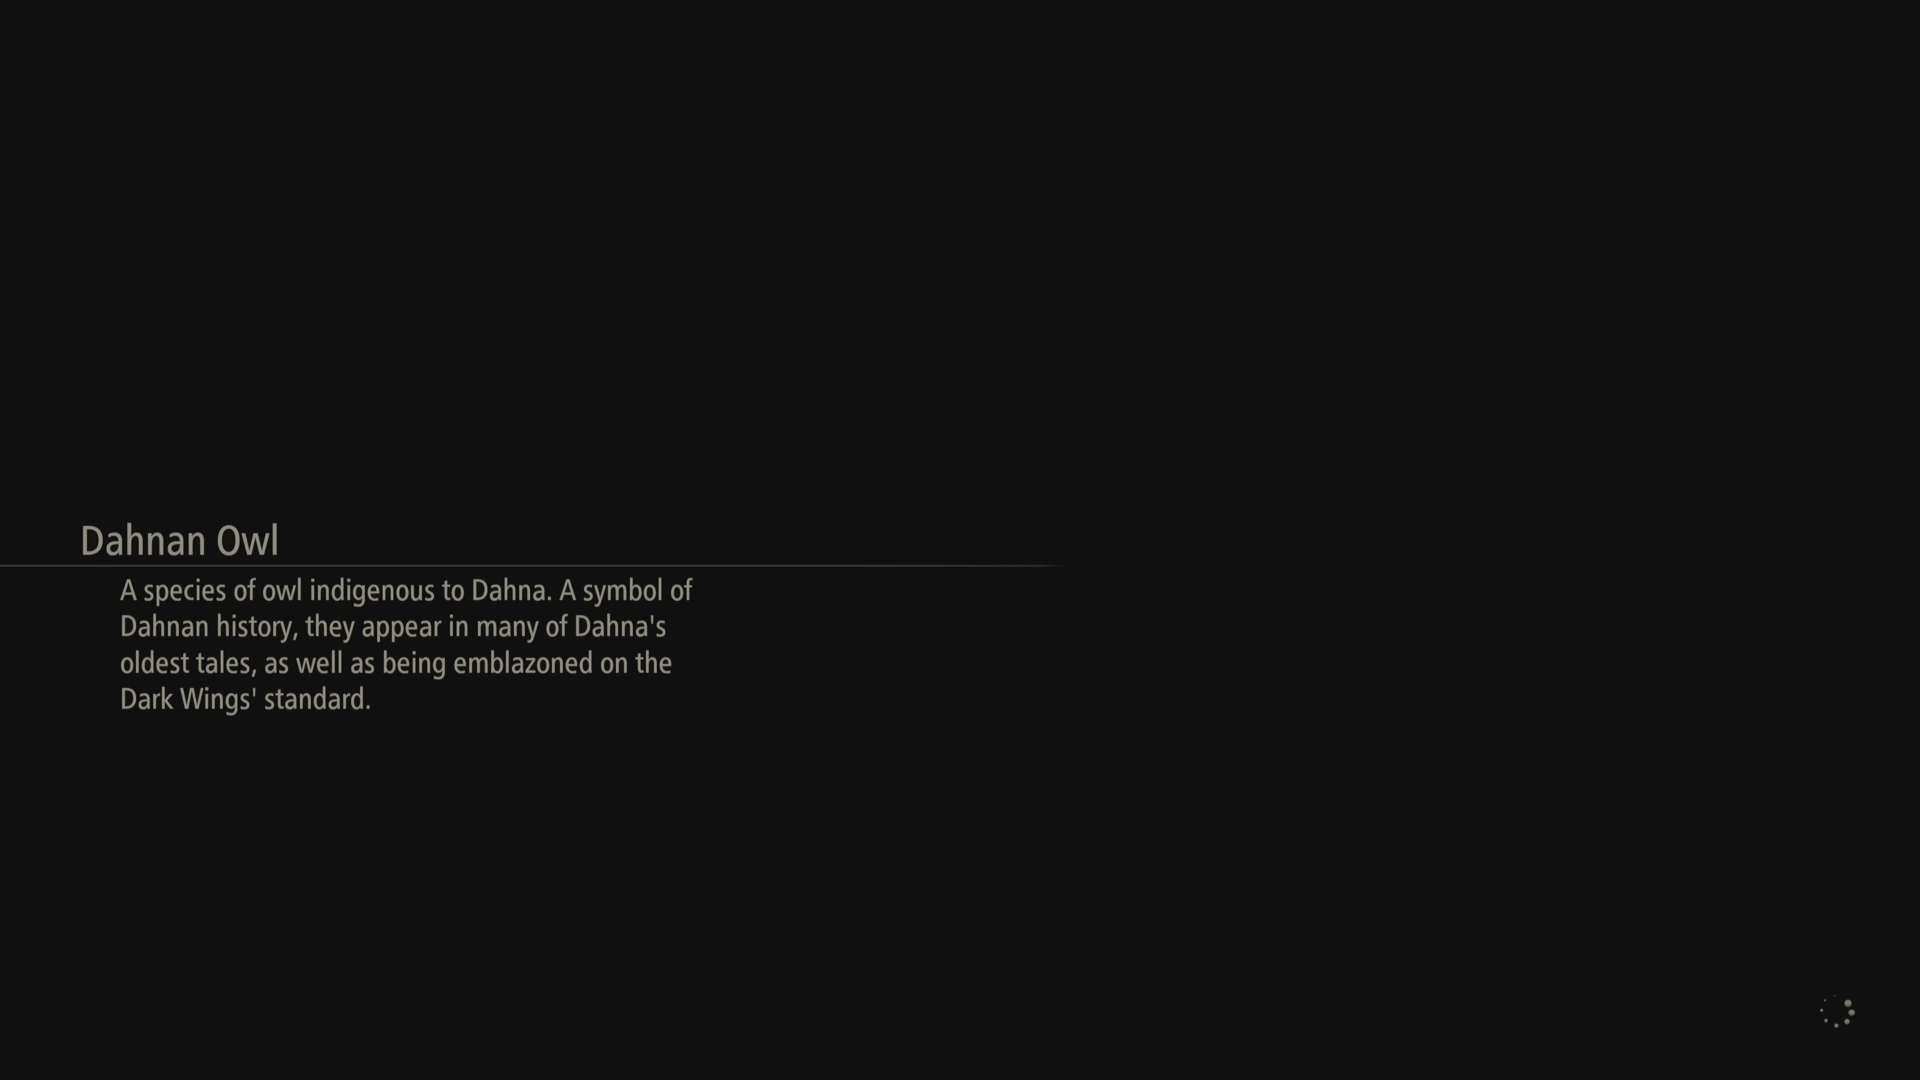 Dahnan Owl
A species of owl indigenous to Dahna. A symbol of
Dahnan history, they appear in many of Dahna's
oldest tales, as well as being emblazoned on the
Dark Wings' standard.